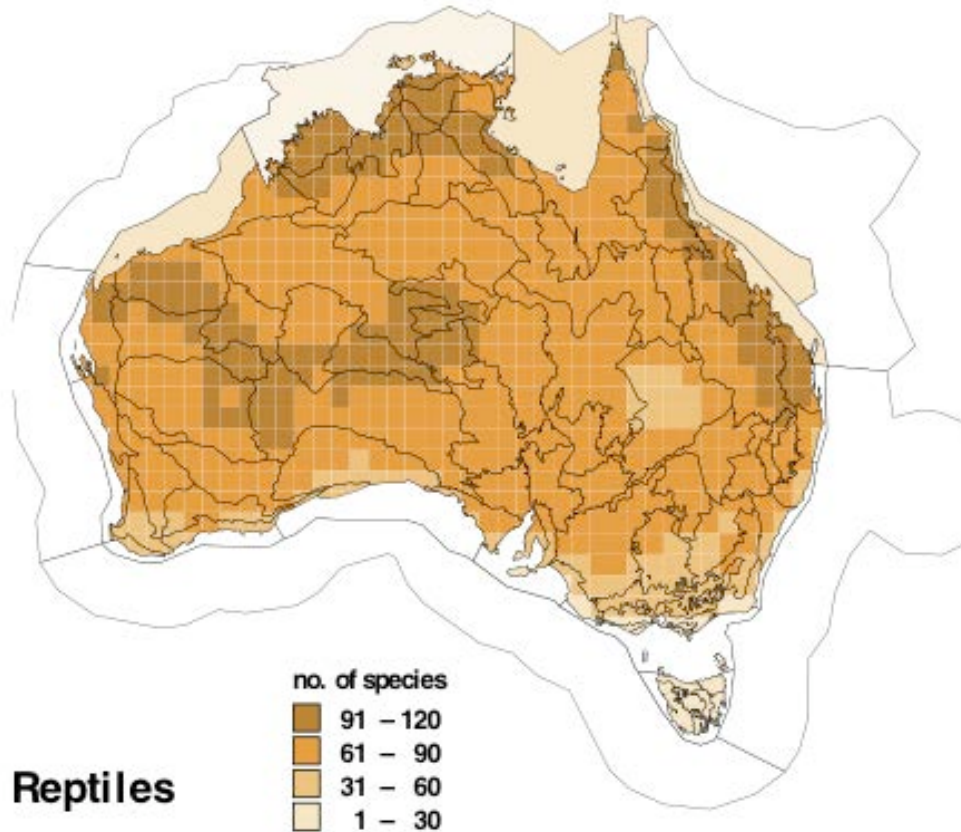 no. of species
91 – 120
61 – 90
31 – 60
1 – 30
Reptiles